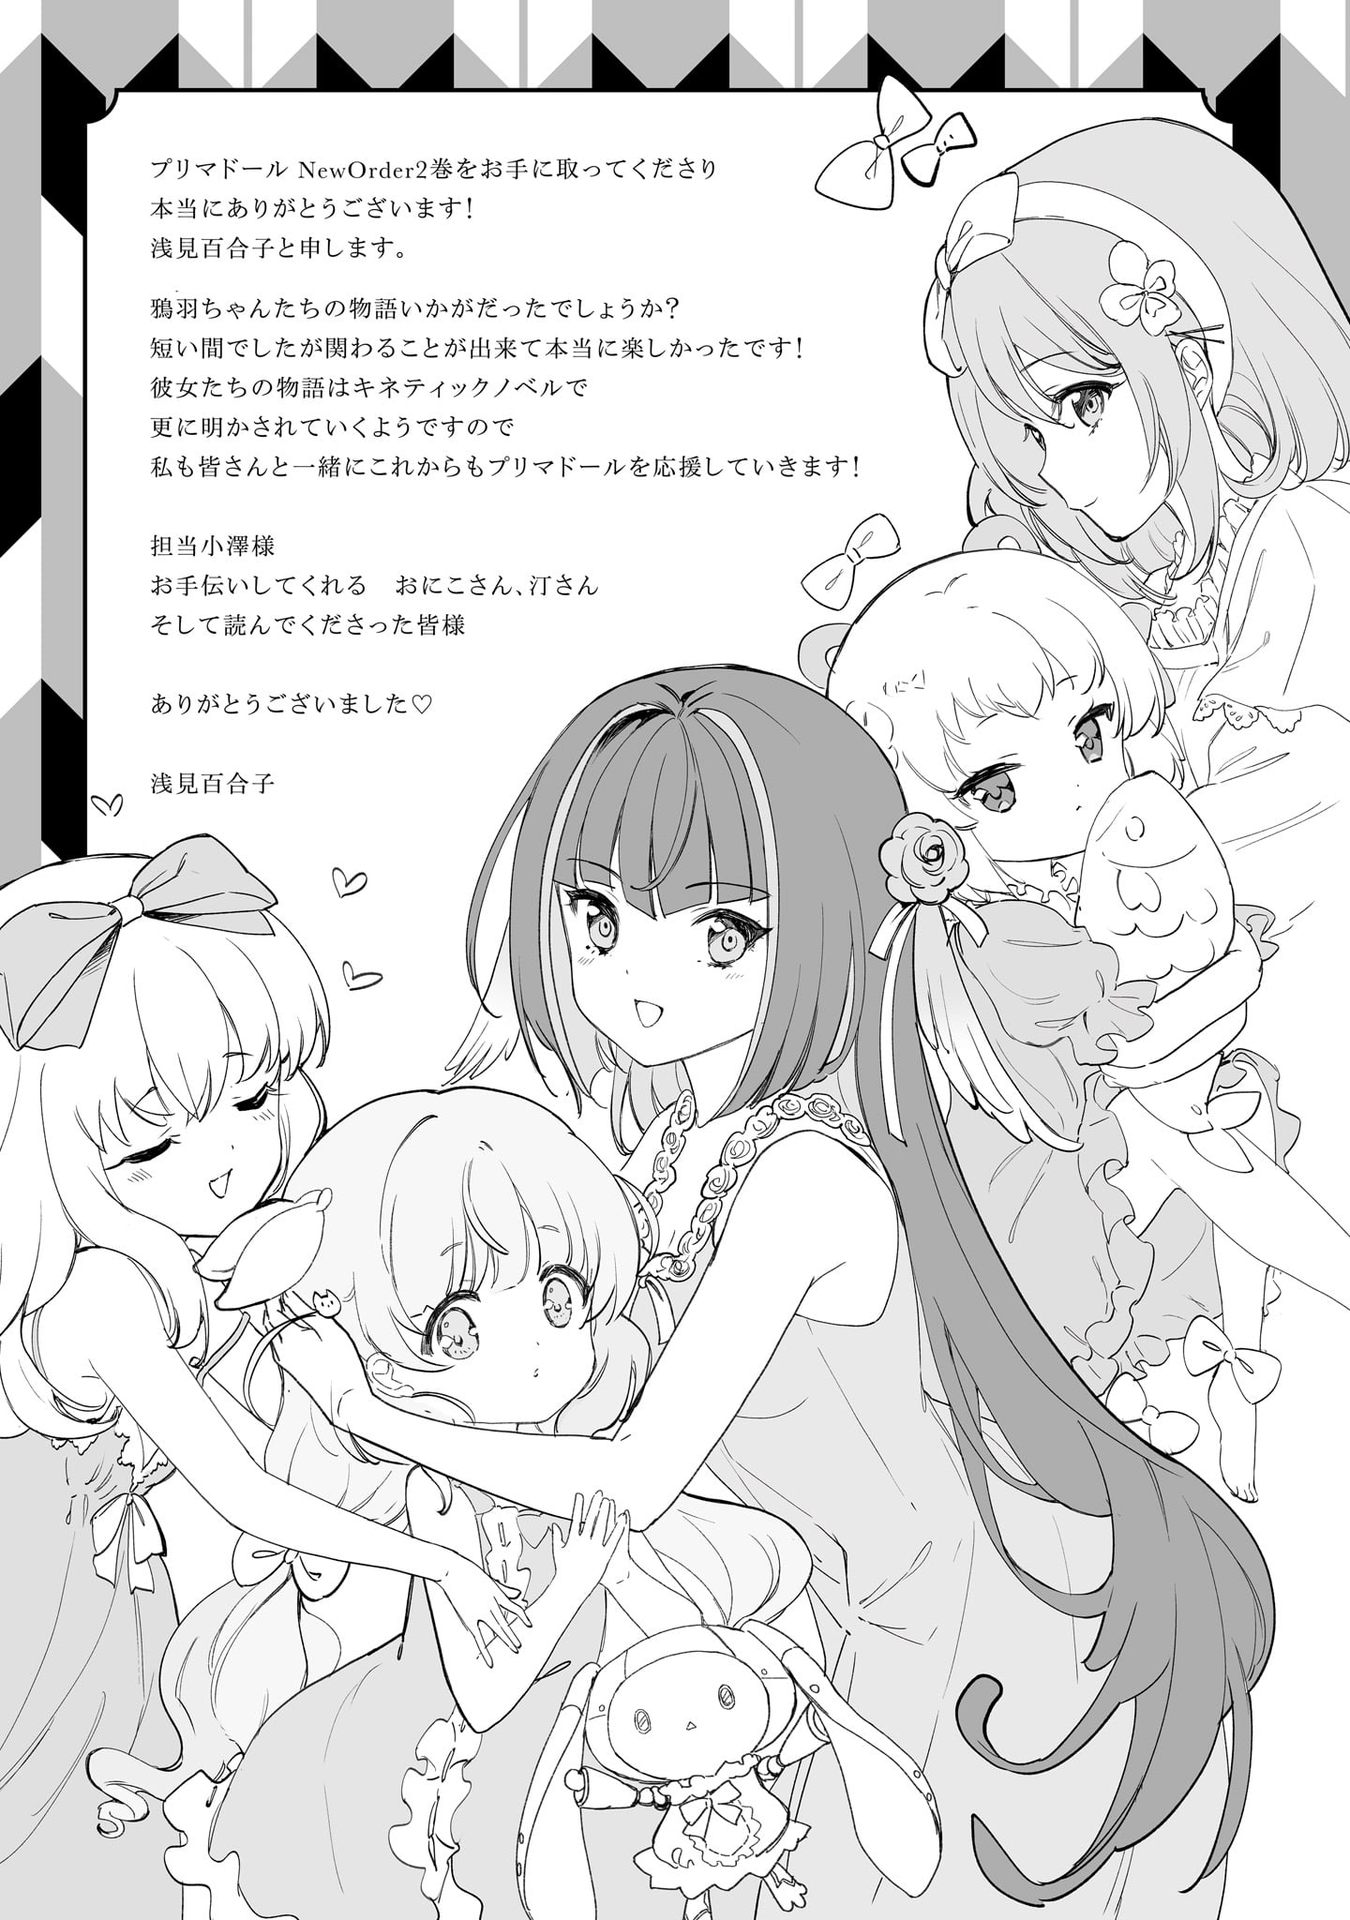 プリマドール NewOrder2巻をお手に取ってくださり
本当にありがとうございます!
浅見百合子と申します。
鴉羽ちゃんたちの物語いかがだったでしょうか?
短い間でしたが関わることが出来て本当に楽しかったです!
彼女たちの物語はキネティックノベルで
更に明かされていくようですので
私も皆さんと一緒にこれからもプリマドールを応援していきます!
担当小澤様
お手伝いしてくれる　おにこさん、汀さん
そして読んでくださった皆様
ありがとうございました♡
浅見百合子